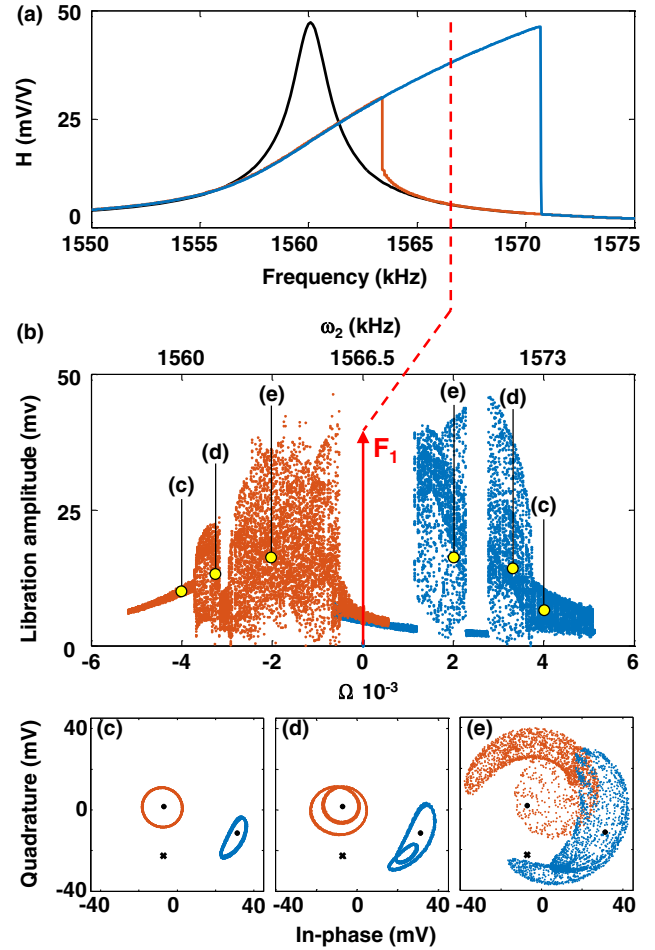 (a)
50
25
0
H (mV/V)
1550 1555 1560 1565 1570 1575
Frequency (kHz)
(b)
ω2 (kHz)
1560 1566.5 1573
50
25
0
Libration amplitude (mv)
(c)
(d)
(e)
F1
(e)
(d)
(c)
-6 -4 -2 0 2 4 6
Ω 10-3
(c)
(d)
(e)
40
20
0
-20
-40
Quadrature (mV)
-40 0 40
-40 0 40
-40 0 40
In-phase (mV)